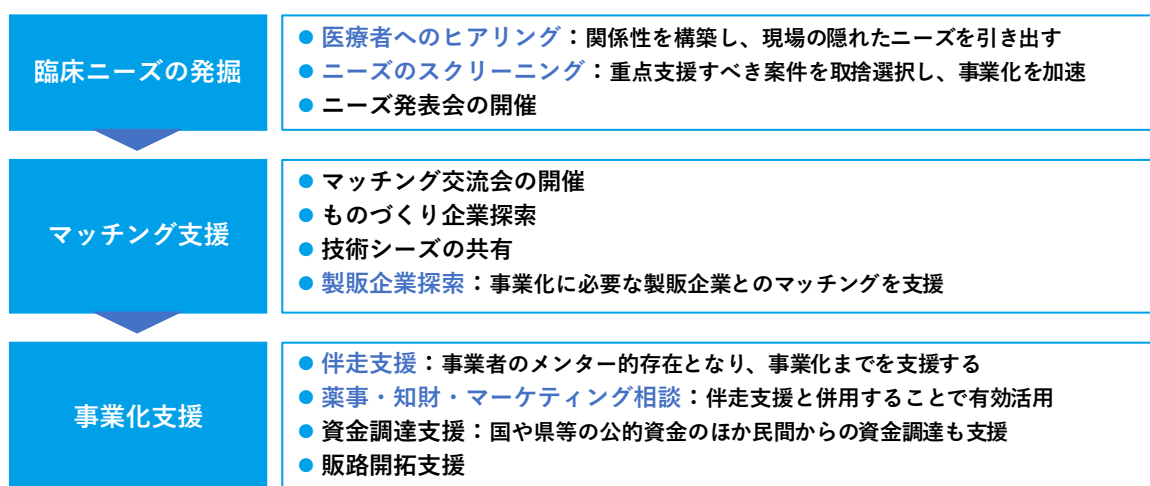 臨床ニーズの発掘
● 医療者へのヒアリング：関係性を構築し、現場の隠れたニーズを引き出す
● ニーズのスクリーニング：重点支援すべき案件を取捨選択し、事業化を加速
● ニーズ発表会の開催
マッチング支援
● マッチング交流会の開催
● ものづくり企業探索
● 技術シーズの共有
● 製販企業探索：事業化に必要な製販企業とのマッチングを支援
事業化支援
● 伴走支援：事業者のメンター的存在となり、事業化までを支援する
● 薬事・知財・マーケティング相談：伴走支援と併用することで有効活用
● 資金調達支援：国や県等の公的資金のほか民間からの資金調達も支援
● 販路開拓支援